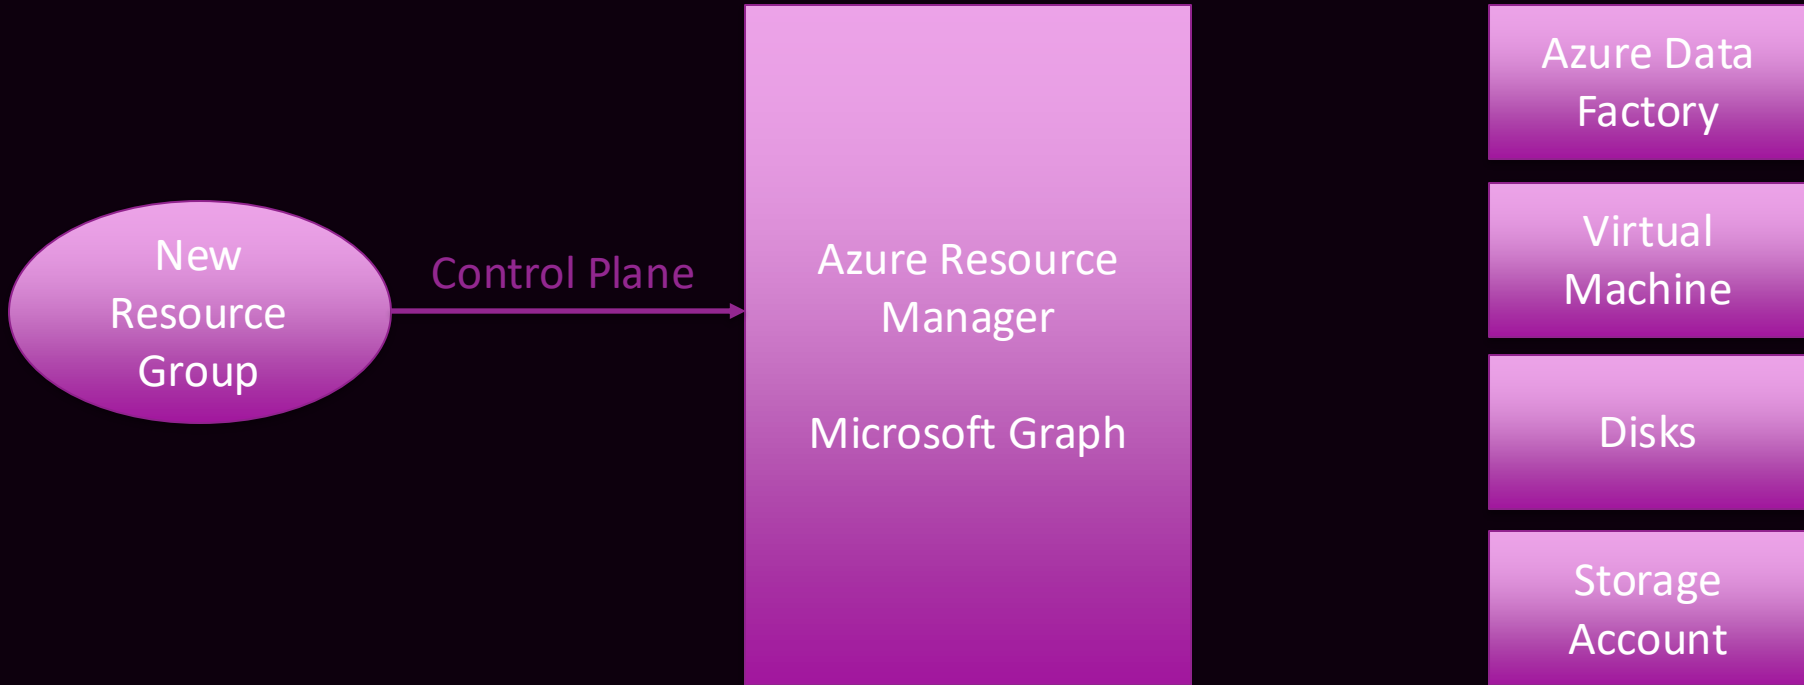 New
Resource
Group
Control Plane
Azure Resource
Manager
Microsoft Graph
Azure Data
Factory
Virtual
Machine
Disks
Storage
Account